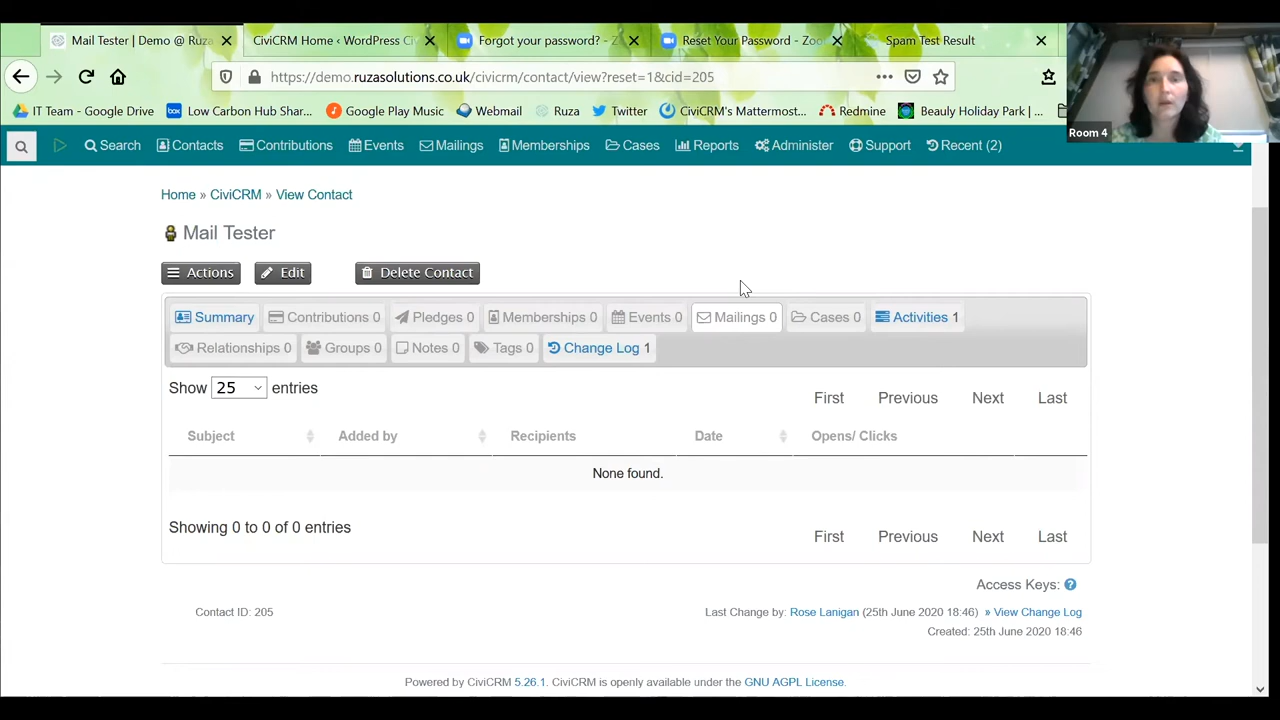 Mail Tester | Demo @ Ruza
CiviCRM Home ‹ WordPress Civ
Forgot your password? - Z
Reset Your Password - Zoo
Spam Test Result
https://demo.ruzasolutions.co.uk/civicrm/contact/view?reset=1&cid=205
IT Team - Google Drive
box Low Carbon Hub Shar...
Google Play Music
Webmail
Ruza
Twitter
CiviCRM's Mattermost...
Redmine
Beauly Holiday Park | ...
Room 4
Search Contacts Contributions Events Mailings Memberships Cases Reports Administer Support Recent (2)
Home » CiviCRM » View Contact
Mail Tester
Actions Edit Delete Contact
Summary Contributions 0 Pledges 0 Memberships 0 Events 0 Mailings 0 Cases 0 Activities 1
Relationships 0 Groups 0 Notes 0 Tags 0 Change Log 1
Show 25 entries
First Previous Next Last
Subject Added by Recipients Date Opens/ Clicks
None found.
Showing 0 to 0 of 0 entries
First Previous Next Last
Access Keys: ?
Contact ID: 205
Last Change by: Rose Lanigan (25th June 2020 18:46) » View Change Log
Created: 25th June 2020 18:46
Powered by CiviCRM 5.26.1. CiviCRM is openly available under the GNU AGPL License.